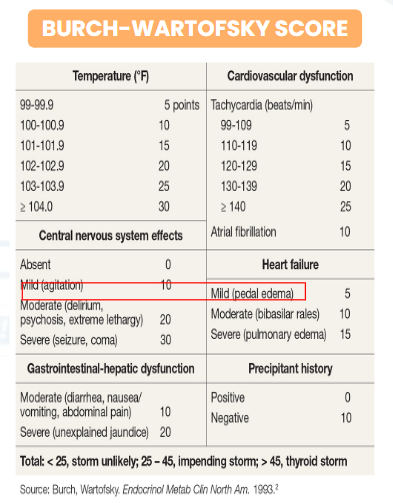 BURCH-WARTOFSKY SCORE
Temperature (°F)
99-99.9 5 points
100-100.9 10
101-101.9 15
102-102.9 20
103-103.9 25
≥ 104.0 30
Central nervous system effects
Absent 0
Mild (agitation) 10
Moderate (delirium,
psychosis, extreme lethargy) 20
Severe (seizure, coma) 30
Gastrointestinal-hepatic dysfunction
Moderate (diarrhea, nausea/
vomiting, abdominal pain) 10
Severe (unexplained jaundice) 20
Cardiovascular dysfunction
Tachycardia (beats/min)
99-109 5
110-119 10
120-129 15
130-139 20
≥ 140 25
Atrial fibrillation 10
Heart failure
Mild (pedal edema) 5
Moderate (bibasilar rales) 10
Severe (pulmonary edema) 15
Precipitant history
Positive 0
Negative 10
Total: < 25, storm unlikely; 25 – 45, impending storm; > 45, thyroid storm
Source: Burch, Wartofsky. Endocrinol Metab Clin North Am. 1993.²